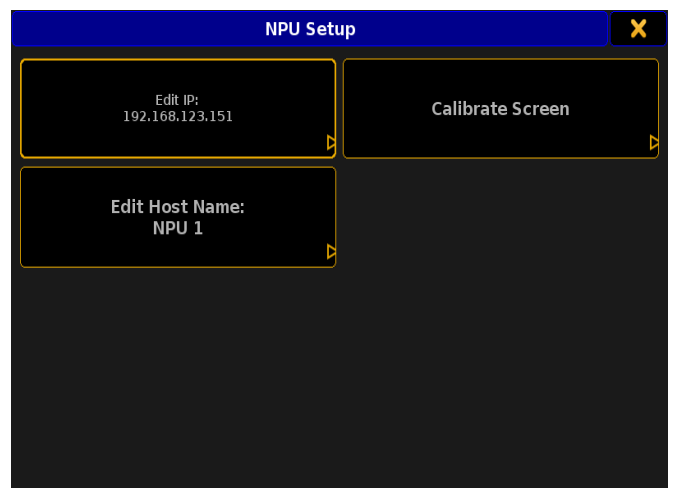 NPU Setup
Edit IP:
192.168.123.151
Calibrate Screen
Edit Host Name:
NPU 1